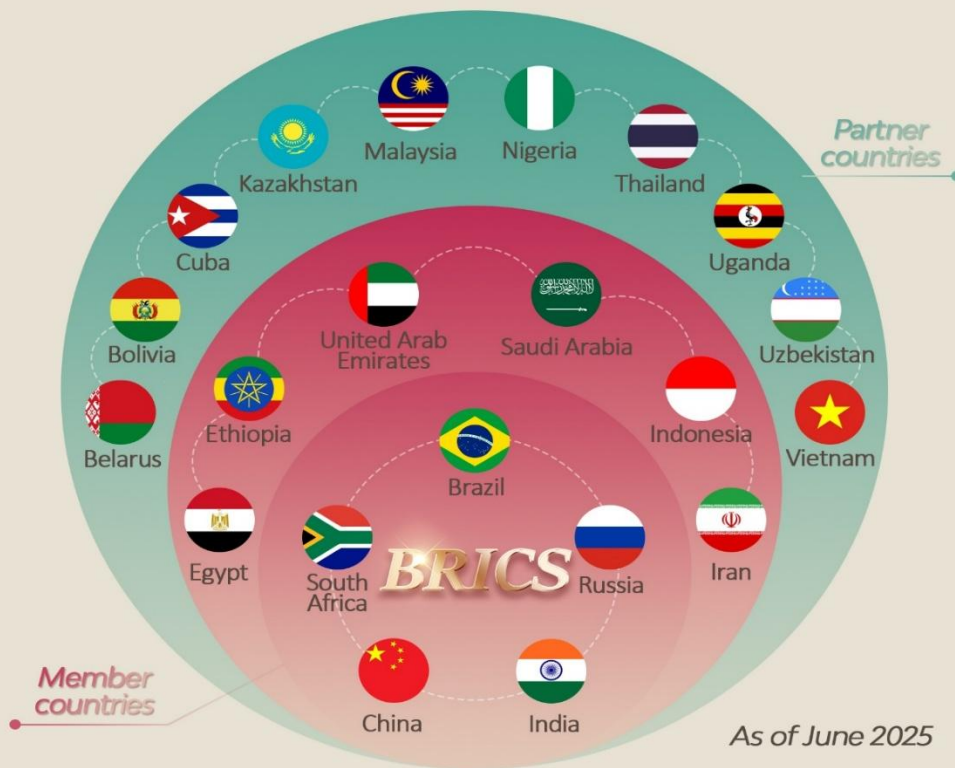 Malaysia
Nigeria
Kazakhstan
Thailand
Partner
countries
Cuba
Uganda
Bolivia
Uzbekistan
Belarus
Vietnam
United Arab
Emirates
Saudi Arabia
Ethiopia
Indonesia
Egypt
Iran
Brazil
South
Africa
BRICS
Russia
China
India
Member
countries
As of June 2025